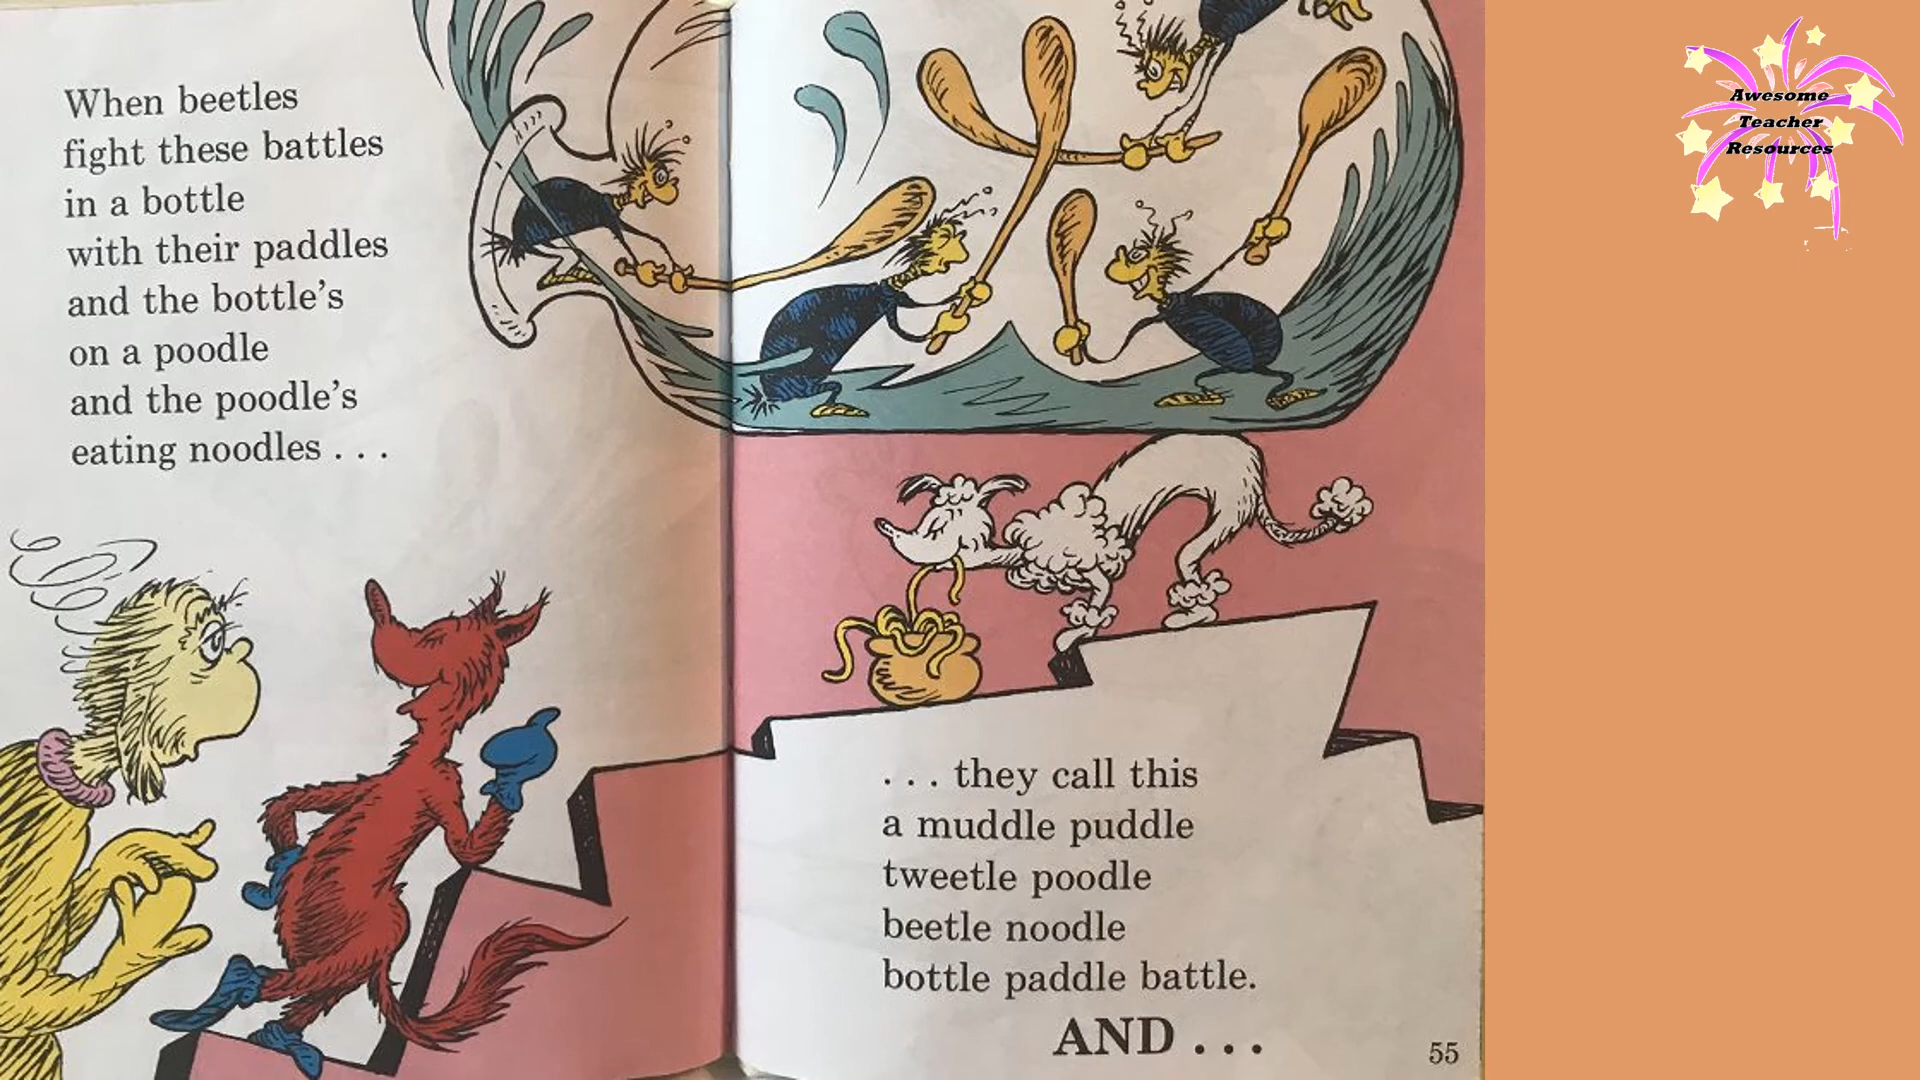 When beetles
fight these battles
in a bottle
with their paddles
and the bottle's
on a poodle
and the poodle's
eating noodles . . .
. . . they call this
a muddle puddle
tweetle poodle
beetle noodle
bottle paddle battle.
AND . . .
55
Awesome
Teacher
Resources